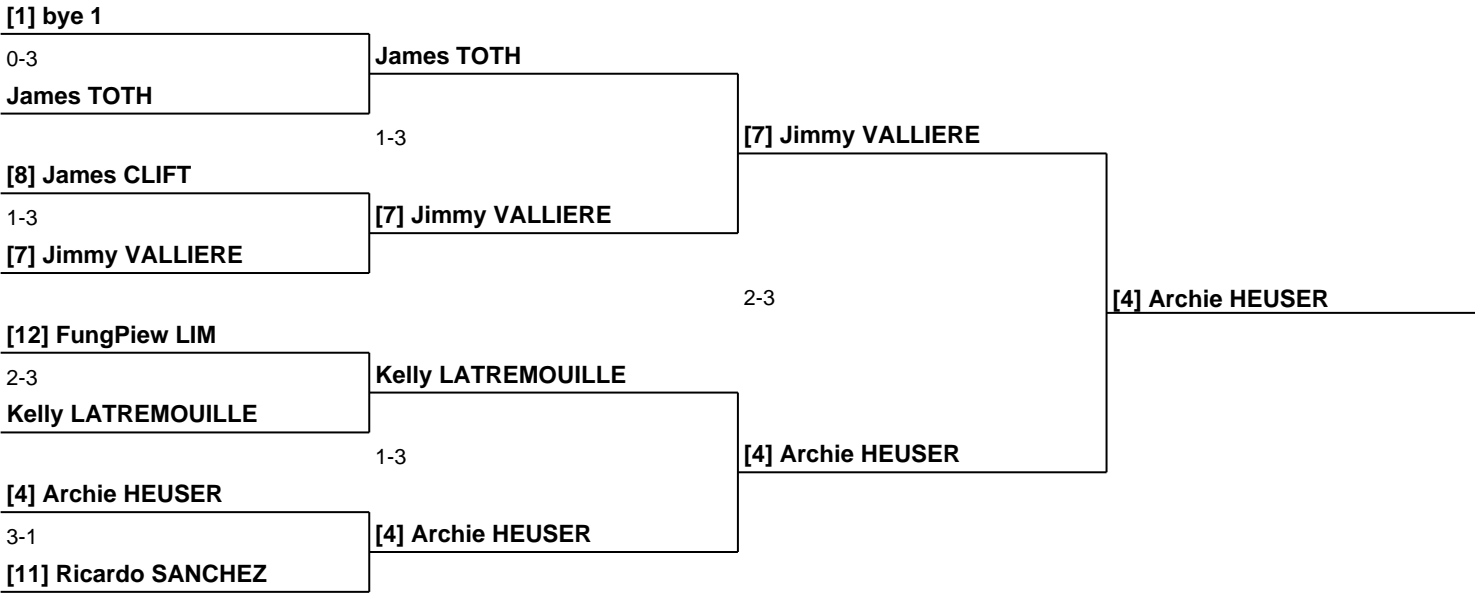 [1] bye 1
0-3
James TOTH
James TOTH
1-3
[7] Jimmy VALLIERE
[8] James CLIFT
1-3
[7] Jimmy VALLIERE
[7] Jimmy VALLIERE
2-3
[4] Archie HEUSER
[12] FungPiew LIM
2-3
Kelly LATREMOUILLE
Kelly LATREMOUILLE
1-3
[4] Archie HEUSER
[4] Archie HEUSER
3-1
[11] Ricardo SANCHEZ
[4] Archie HEUSER